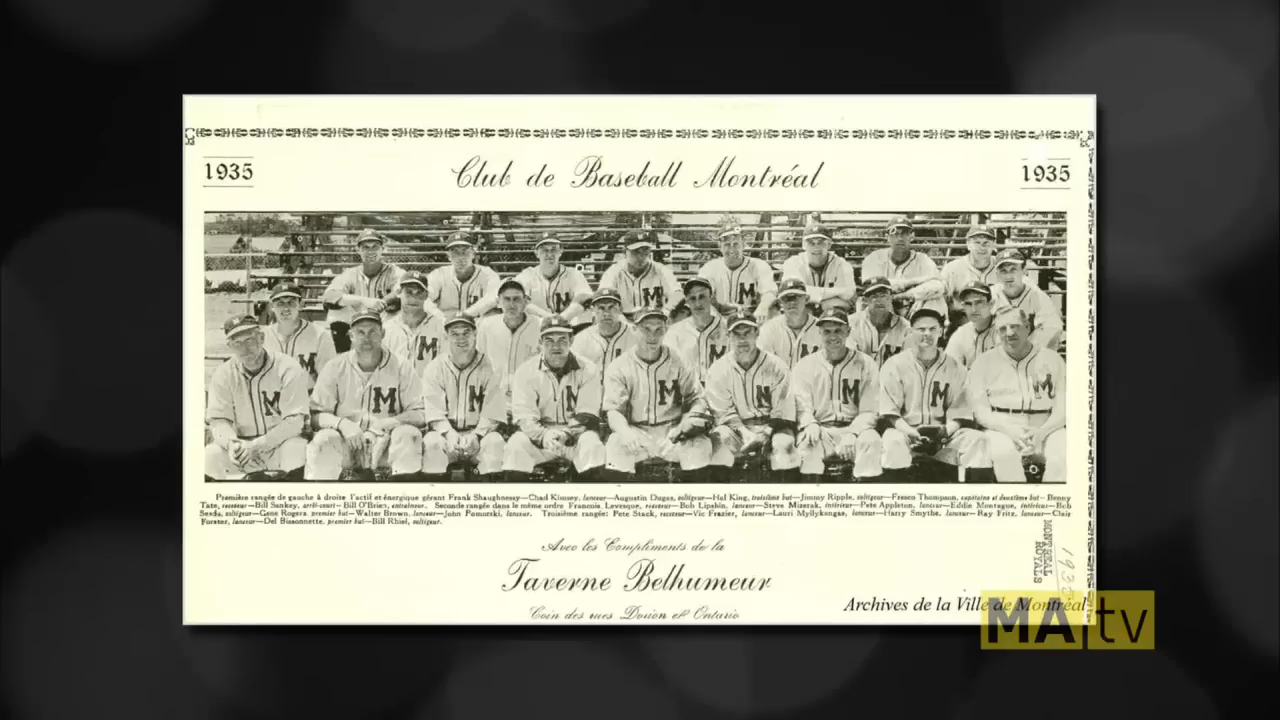 1935
Club de Baseball Montréal
1935
Première rangée de gauche à droite l'actif et énergique gérant Frank Shaughnessy—Chad Kimsey, lanceur—Augustin Dugas, voltigeur—Hal King, troisième but—Jimmy Ripple, voltigeur—Fresco Thompson, capitaine et deuxième but—Benny
Tate, receveur—Bill Sankey, arrêt-court—Bill O'Brien, entraîneur. Seconde rangée dans le même ordre Francois Levesque, receveur—Bob Lipshin, lanceur—Steve Mizerak, intérieur—Pete Appleton, lanceur—Eddie Montague, intérieur—Bob
Seeds, voltigeur—Gene Rogers premier but—Walter Brown, lanceur—John Pomorski, lanceur. Troisième rangée: Pete Stack, receveur—Vic Frazier, lanceur—Lauri Myllykangas, lanceur—Harry Smythe, lanceur—Ray Fritz, lanceur—Clair
Forster, lanceur—Del Bissonnette, premier but—Bill Rhiel, voltigeur.
Avec les Compliments de la
Taverne Belhumeur
Coin des rues Dorion et Ontario
MONTREAL
ROYALS
1935
Archives de la Ville de Montréal
MAtv